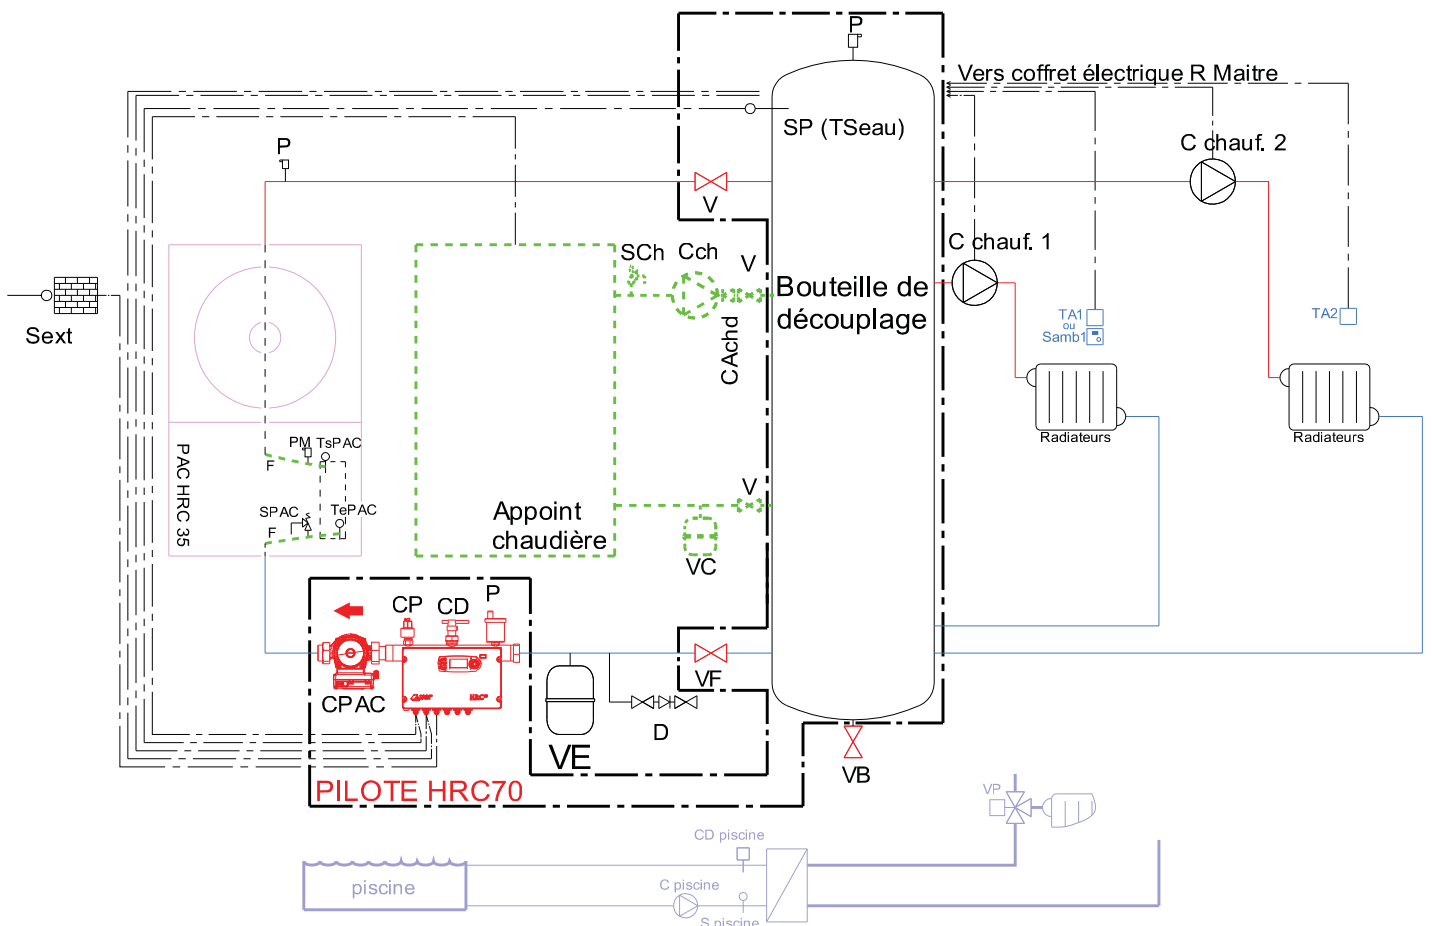 P
Vers coffret électrique R Maitre
SP (TSeau)
C chauf. 2
P
V
C chauf. 1
SCh
Cch
V
Bouteille de
découplage
CAchd
TA1
ou
Samb1
TA2
Sext
Radiateurs
Radiateurs
PAC HRC 35
PM
TsPAC
F
SPAC
TePAC
F
Appoint
chaudière
V
VC
CP
CD
P
HRC
CPAC
VE
D
VF
VB
PILOTE HRC70
VP
CD piscine
piscine
C piscine
S piscine